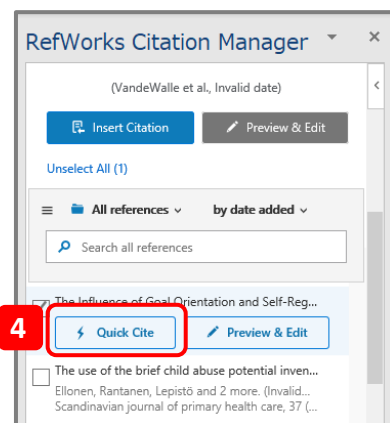 RefWorks Citation Manager
(VandeWalle et al., Invalid date)
Insert Citation
Preview & Edit
Unselect All (1)
All references
by date added
Search all references
The Influence of Goal Orientation and Self-Reg...
4
Quick Cite
Preview & Edit
The use of the brief child abuse potential inven...
Ellonen, Rantanen, Lepistö and 2 more. (Invalid...
Scandinavian journal of primary health care, 37 (...